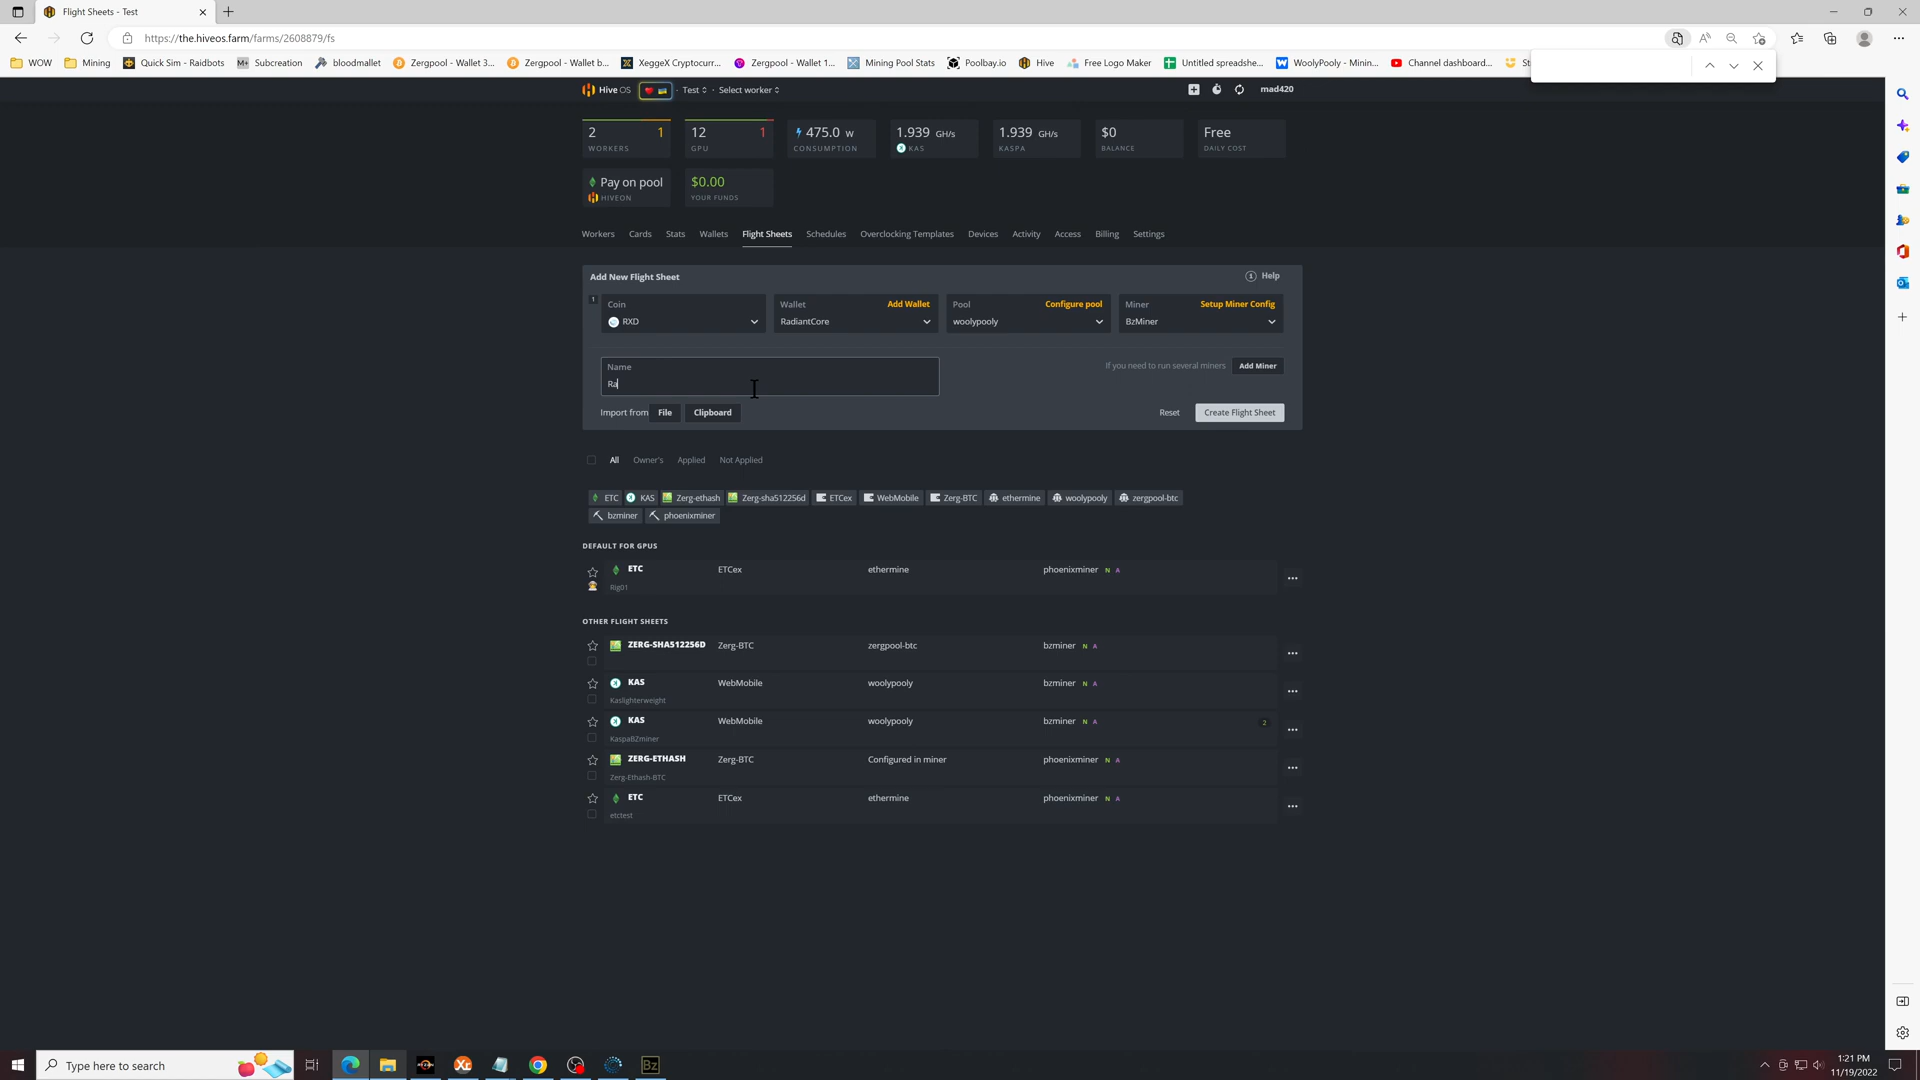 Flight Sheets - Test
https://the.hiveos.farm/farms/2608879/fs
WOW
Mining
Quick Sim - Raidbots
M+ Subcreation
bloodmallet
Zergpool - Wallet 3...
Zergpool - Wallet b...
XeggeX Cryptocurr...
Zergpool - Wallet 1...
Mining Pool Stats
Poolbay.io
Hive
Free Logo Maker
Untitled spreadshe...
WoolyPooly - Minin...
Channel dashboard...
St
Hive OS
Test
Select worker
mad420
2 1
WORKERS
12 1
GPU
475.0 W
CONSUMPTION
1.939 GH/s
KAS
1.939 GH/s
KASPA
$0
BALANCE
Free
DAILY COST
Pay on pool
HIVEON
$0.00
YOUR FUNDS
Workers Cards Stats Wallets Flight Sheets Schedules Overclocking Templates Devices Activity Access Billing Settings
Add New Flight Sheet
Help
1
Coin
RXD
Wallet Add Wallet
RadiantCore
Pool Configure pool
woolypooly
Miner Setup Miner Config
BzMiner
Name
Ra
If you need to run several miners Add Miner
Import from File Clipboard
Reset Create Flight Sheet
All Owner's Applied Not Applied
ETC KAS Zerg-ethash Zerg-sha512256d ETCex WebMobile Zerg-BTC ethermine woolypooly zergpool-btc
bzminer phoenixminer
DEFAULT FOR GPUS
ETC ETCex ethermine phoenixminer N A
Rig01
OTHER FLIGHT SHEETS
ZERG-SHA512256D Zerg-BTC zergpool-btc bzminer N A
KAS WebMobile woolypooly bzminer N A
Kaslighterweight
KAS WebMobile woolypooly bzminer N A 2
KaspaBZminer
ZERG-ETHASH Zerg-BTC Configured in miner phoenixminer N A
Zerg-Ethash-BTC
ETC ETCex ethermine phoenixminer N A
etctest
Type here to search
Xr
Bz
1:21 PM
11/19/2022